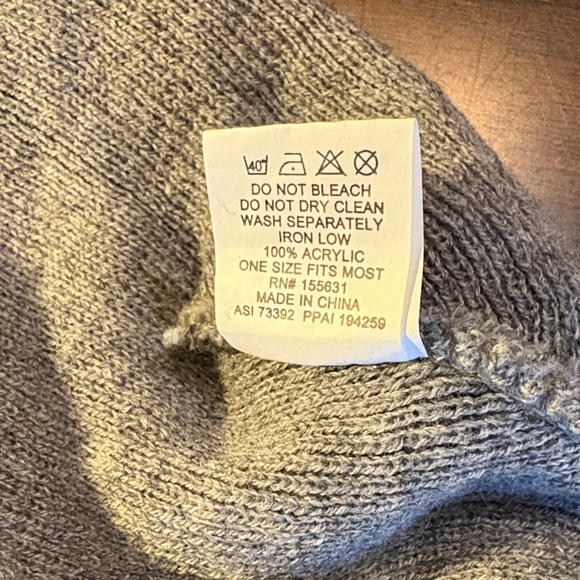 40°
DO NOT BLEACH
DO NOT DRY CLEAN
WASH SEPARATELY
IRON LOW
100% ACRYLIC
ONE SIZE FITS MOST
RN# 155631
MADE IN CHINA
ASI 73392 PPAI 194259